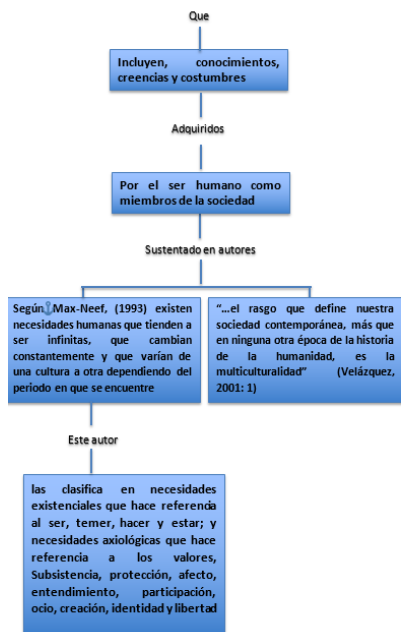 Que
Incluyen, conocimientos,
creencias y costumbres
Adquiridos
Por el ser humano como
miembros de la sociedad
Sustentado en autores
Según Max-Neef, (1993) existen
necesidades humanas que tienden a
ser infinitas, que cambian
constantemente y que varían de
una cultura a otra dependiendo del
periodo en que se encuentre
"...el rasgo que define nuestra
sociedad contemporánea, más que
en ninguna otra época de la historia
de la humanidad, es la
multiculturalidad" (Velázquez,
2001: 1)
Este autor
las clasifica en necesidades
existenciales que hace referencia
al ser, temer, hacer y estar; y
necesidades axiológicas que hace
referencia a los valores,
Subsistencia, protección, afecto,
entendimiento, participación,
ocio, creación, identidad y libertad